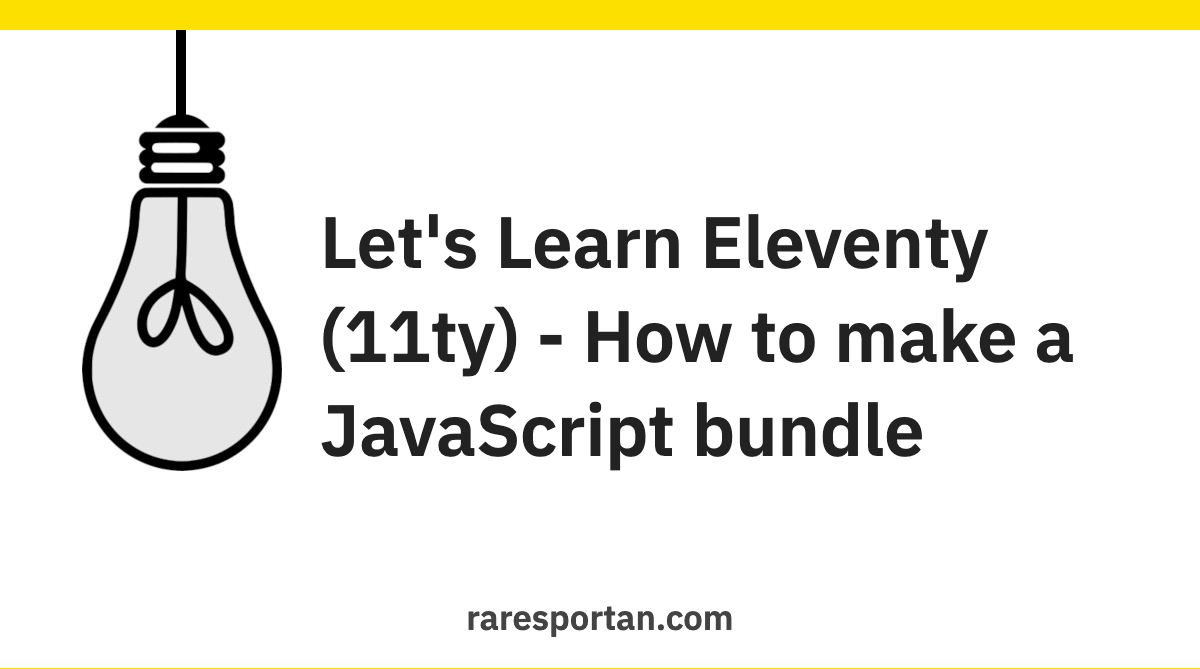 Let's Learn Eleventy
(11ty) - How to make a
JavaScript bundle
raresportan.com